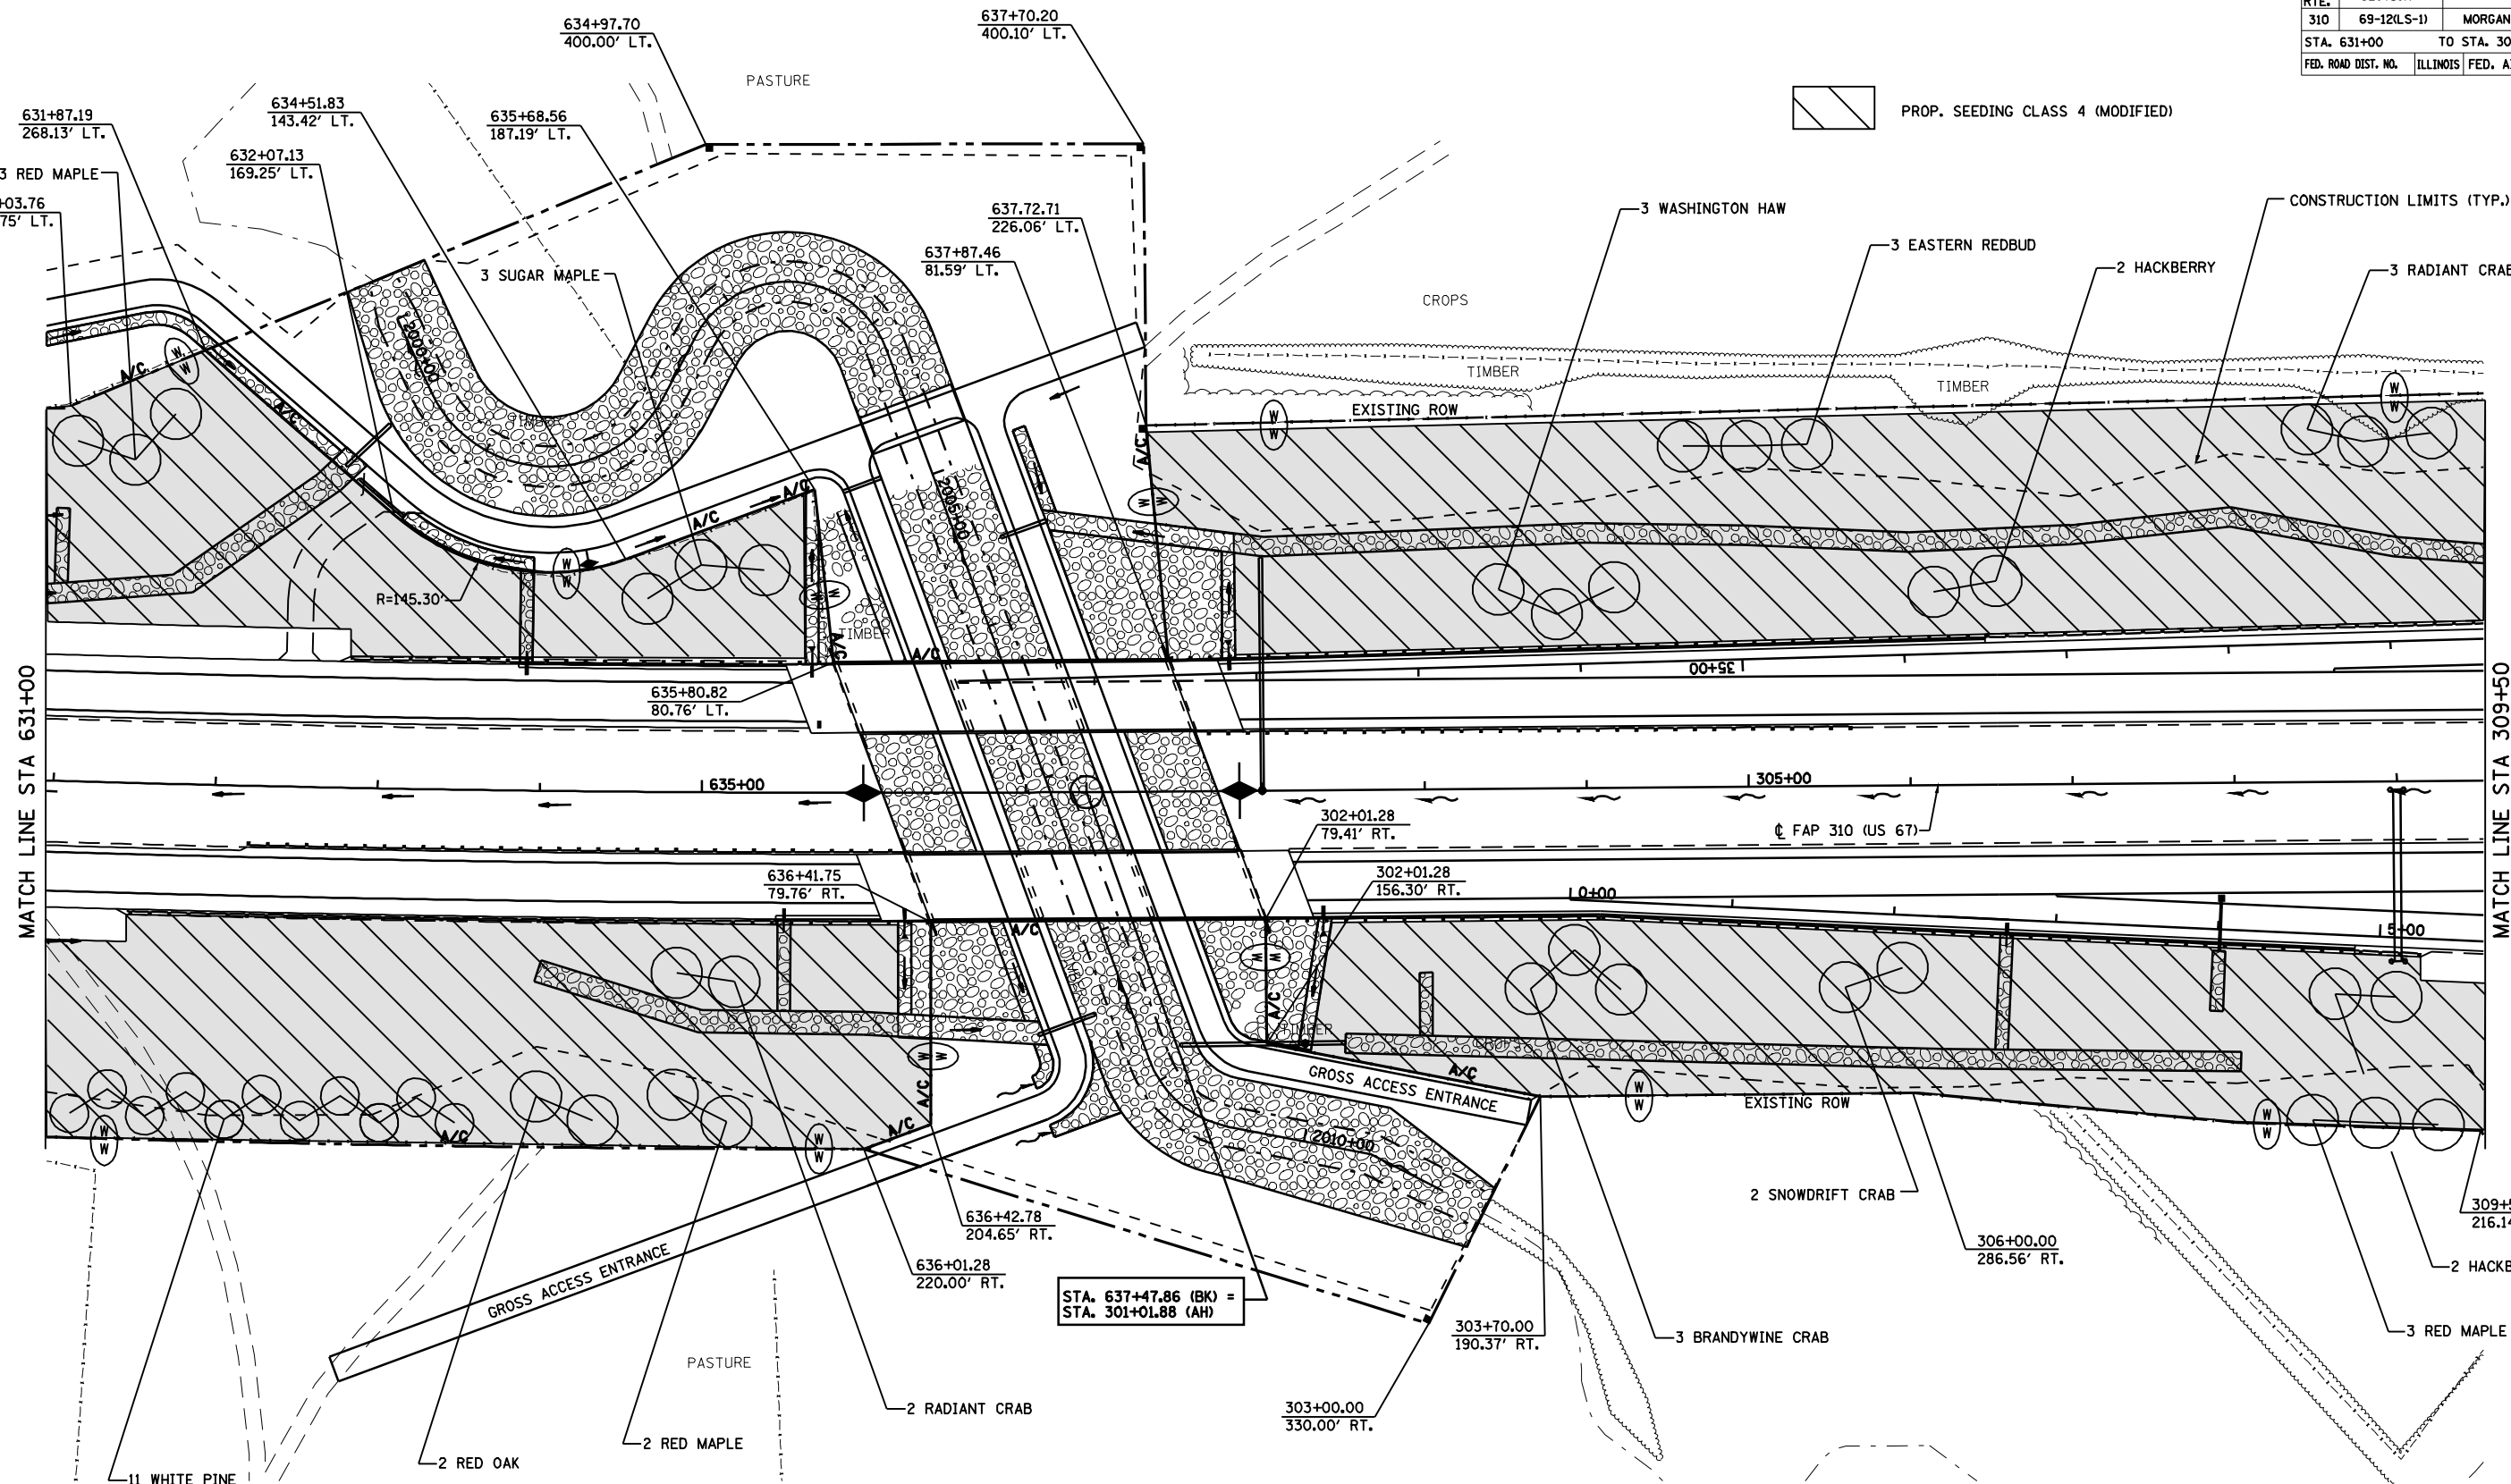 RTE.
310 69-12(LS-1) MORGAN
STA. 631+00 TO STA. 30
FED. ROAD DIST. NO. ILLINOIS FED. A
PROP. SEEDING CLASS 4 (MODIFIED)
634+97.70
400.00' LT.
637+70.20
400.10' LT.
PASTURE
631+87.19
268.13' LT.
634+51.83
143.42' LT.
635+68.56
187.19' LT.
632+07.13
169.25' LT.
3 RED MAPLE
+03.76
75' LT.
637.72.71
226.06' LT.
637+87.46
81.59' LT.
3 SUGAR MAPLE
3 WASHINGTON HAW
3 EASTERN REDBUD
2 HACKBERRY
CONSTRUCTION LIMITS (TYP.)
3 RADIANT CRAB
CROPS
TIMBER
TIMBER
EXISTING ROW
2000+00
TIMBER
A/C
A/C
A/C
A/C
A/C
W
W
W
W
W
W
W
W
W W
W W
2005+00
R=145.30'
TIMBER
A/C
A/C
635+80.82
80.76' LT.
35+00
MATCH LINE STA 631+00
635+00
305+00
℄ FAP 310 (US 67)
MATCH LINE STA 309+50
302+01.28
79.41' RT.
302+01.28
156.30' RT.
636+41.75
79.76' RT.
0+00
5+00
A/C
W W
A/C
TIMBER
TIMBER
CROPS
A/C
W W
A/C
A/C
A/C
GROSS ACCESS ENTRANCE
EXISTING ROW
W
W
W
W
W
W
W
W
2010+00
2 SNOWDRIFT CRAB
636+42.78
204.65' RT.
636+01.28
220.00' RT.
GROSS ACCESS ENTRANCE
STA. 637+47.86 (BK) =
STA. 301+01.88 (AH)
306+00.00
286.56' RT.
309+5
216.14
2 HACKB
303+70.00
190.37' RT.
3 BRANDYWINE CRAB
3 RED MAPLE
PASTURE
303+00.00
330.00' RT.
2 RADIANT CRAB
2 RED MAPLE
2 RED OAK
11 WHITE PINE